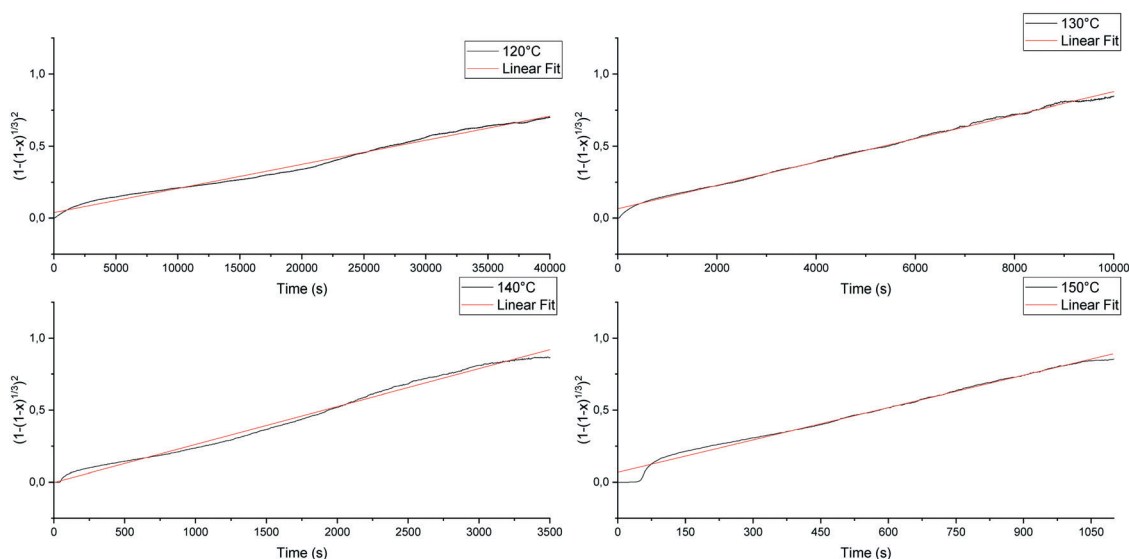 120°C
Linear Fit
1,0
0,5
0,0
(1-(1-x)^1/3)^2
0 5000 10000 15000 20000 25000 30000 35000 40000
Time (s)
130°C
Linear Fit
1,0
0,5
0,0
(1-(1-x)^1/3)^2
0 2000 4000 6000 8000 10000
Time (s)
140°C
Linear Fit
1,0
0,5
0,0
(1-(1-x)^1/3)^2
0 500 1000 1500 2000 2500 3000 3500
Time (s)
150°C
Linear Fit
1,0
0,5
0,0
(1-(1-x)^1/3)^2
0 150 300 450 600 750 900 1050
Time (s)